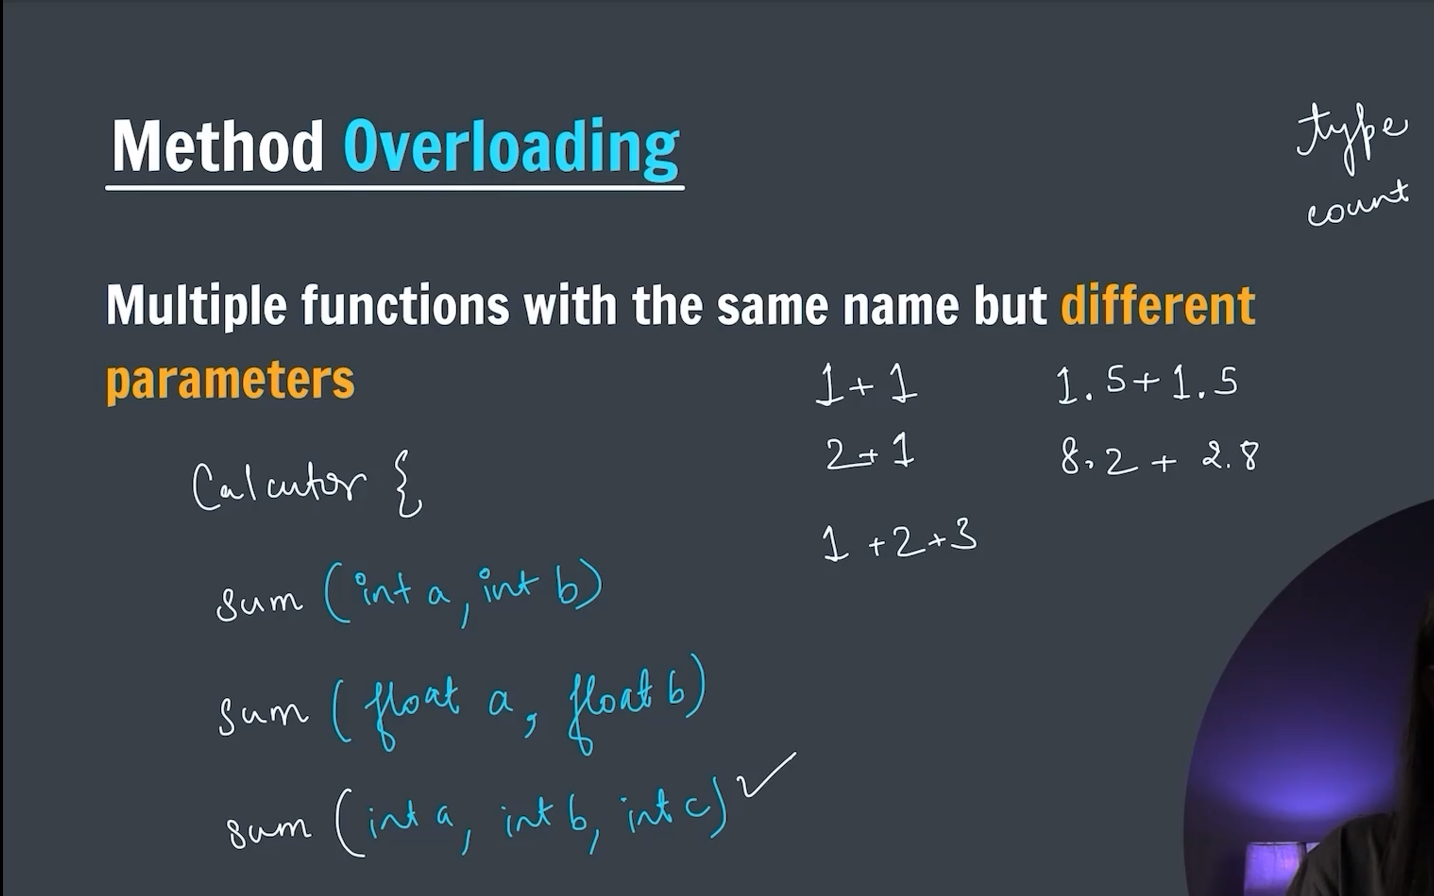 Method Overloading
type
count
Multiple functions with the same name but different
parameters
1+1
1.5+1.5
2+1
8.2 + 2.8
1+2+3
Calcutor {
sum (int a, int b)
sum (float a, float b)
sum (int a, int b, int c)